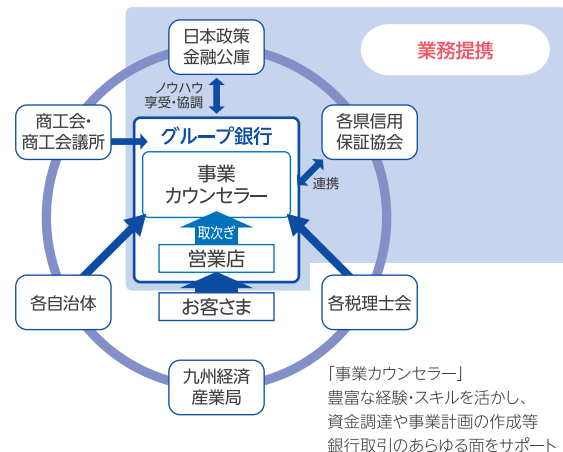 日本政策
金融公庫
業務提携
ノウハウ
享受・協調
商工会・
商工会議所
グループ銀行
各県信用
保証協会
事業
カウンセラー
連携
取次ぎ
営業店
各自治体
お客さま
各税理士会
九州経済
産業局
「事業カウンセラー」
豊富な経験・スキルを活かし、
資金調達や事業計画の作成等
銀行取引のあらゆる面をサポート